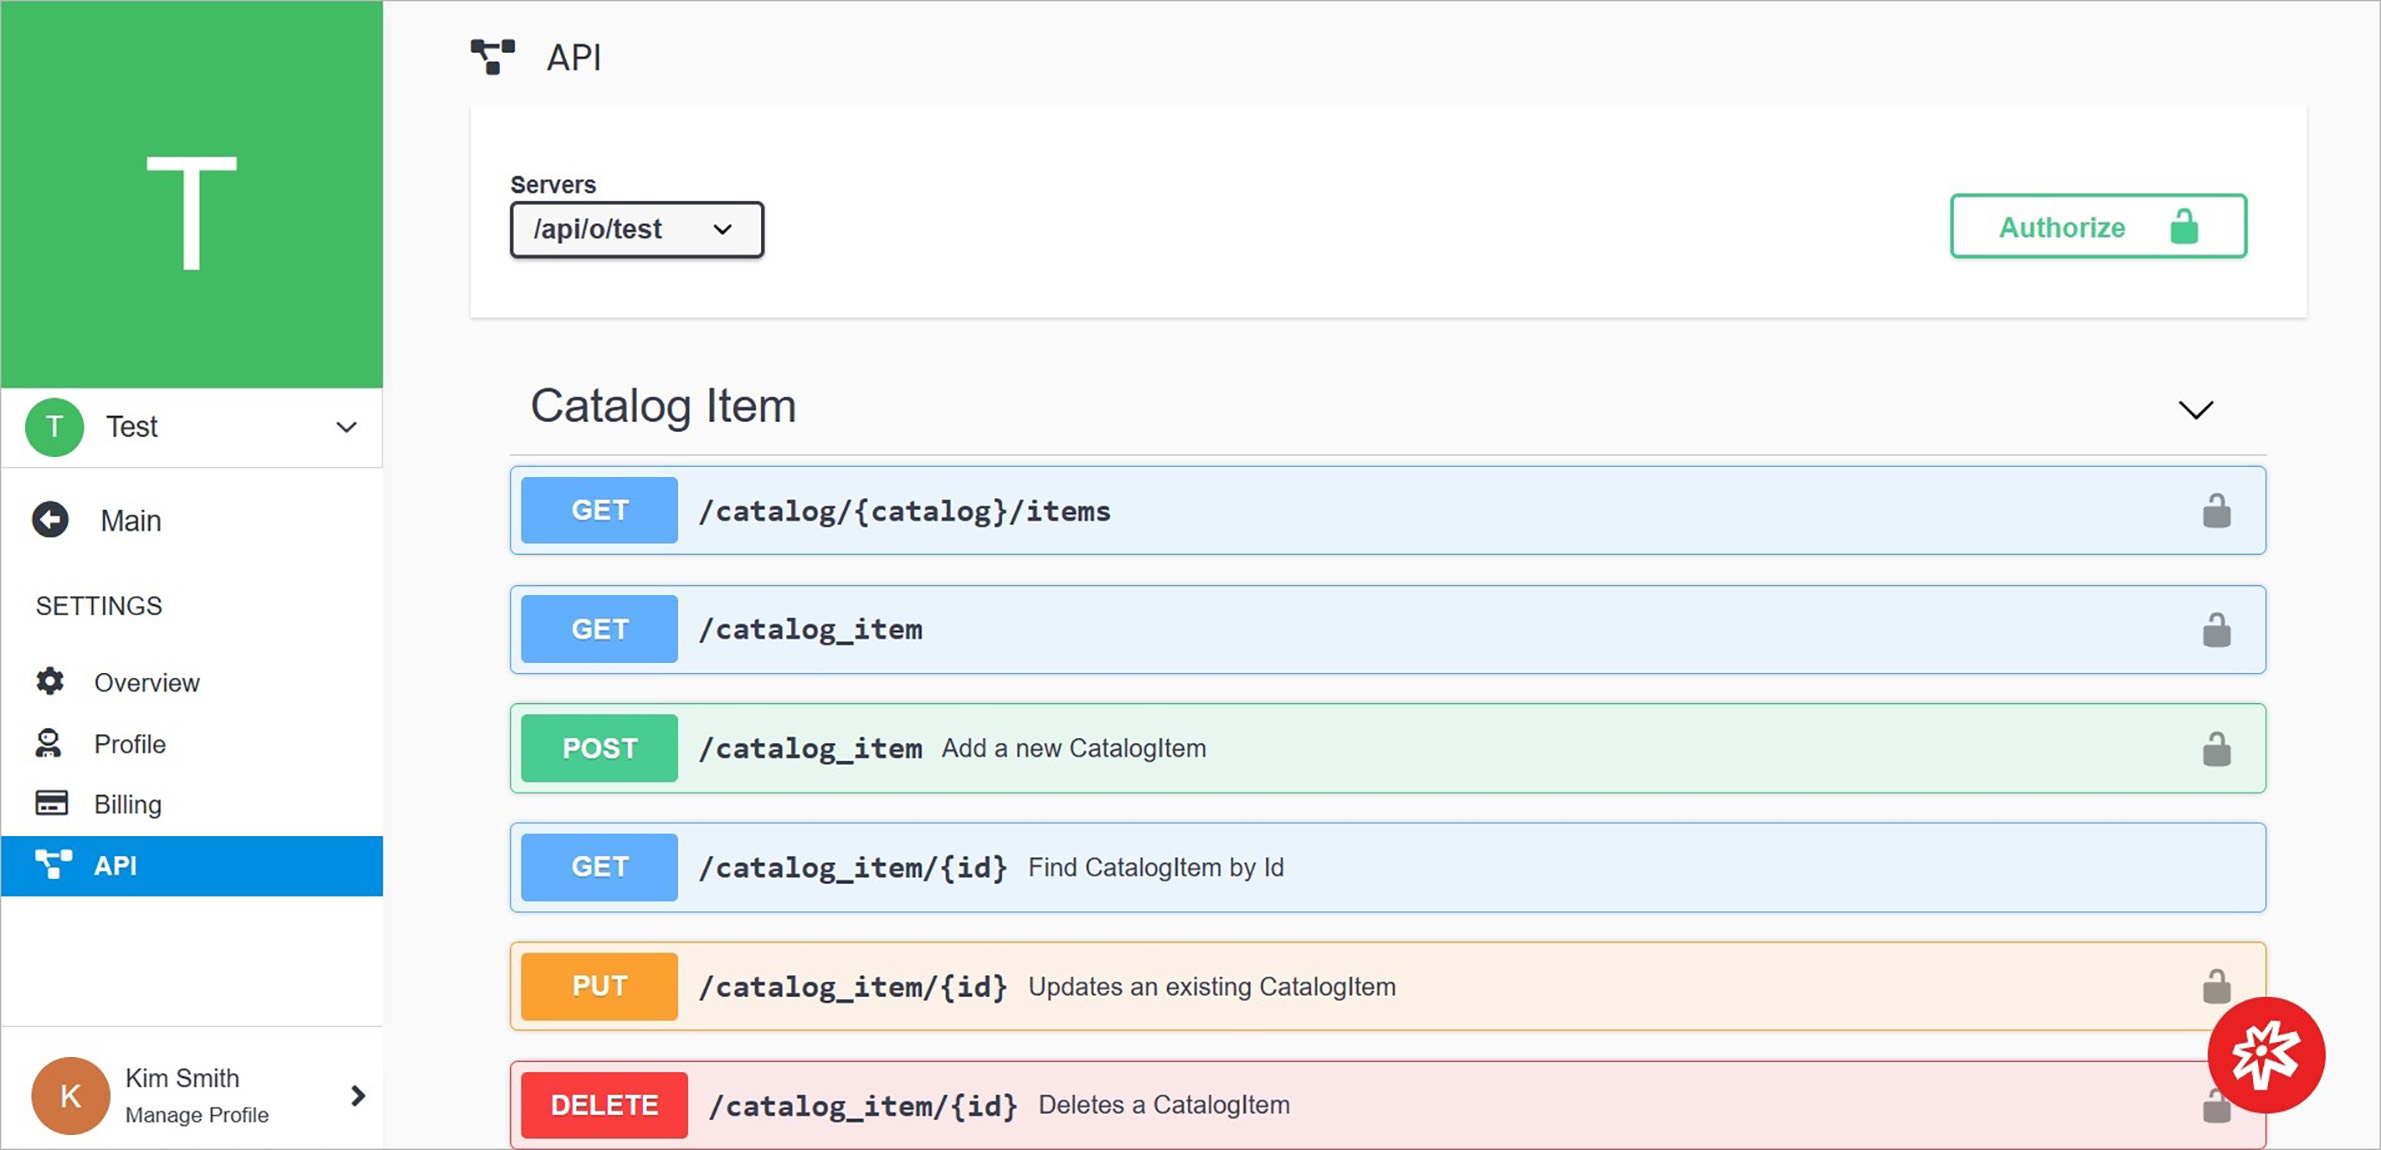 T
T Test
Main
SETTINGS
Overview
Profile
Billing
API
K
Kim Smith
Manage Profile
API
Servers
/api/o/test
Authorize
Catalog Item
GET /catalog/{catalog}/items
GET /catalog_item
POST /catalog_item Add a new CatalogItem
GET /catalog_item/{id} Find CatalogItem by Id
PUT /catalog_item/{id} Updates an existing CatalogItem
DELETE /catalog_item/{id} Deletes a CatalogItem